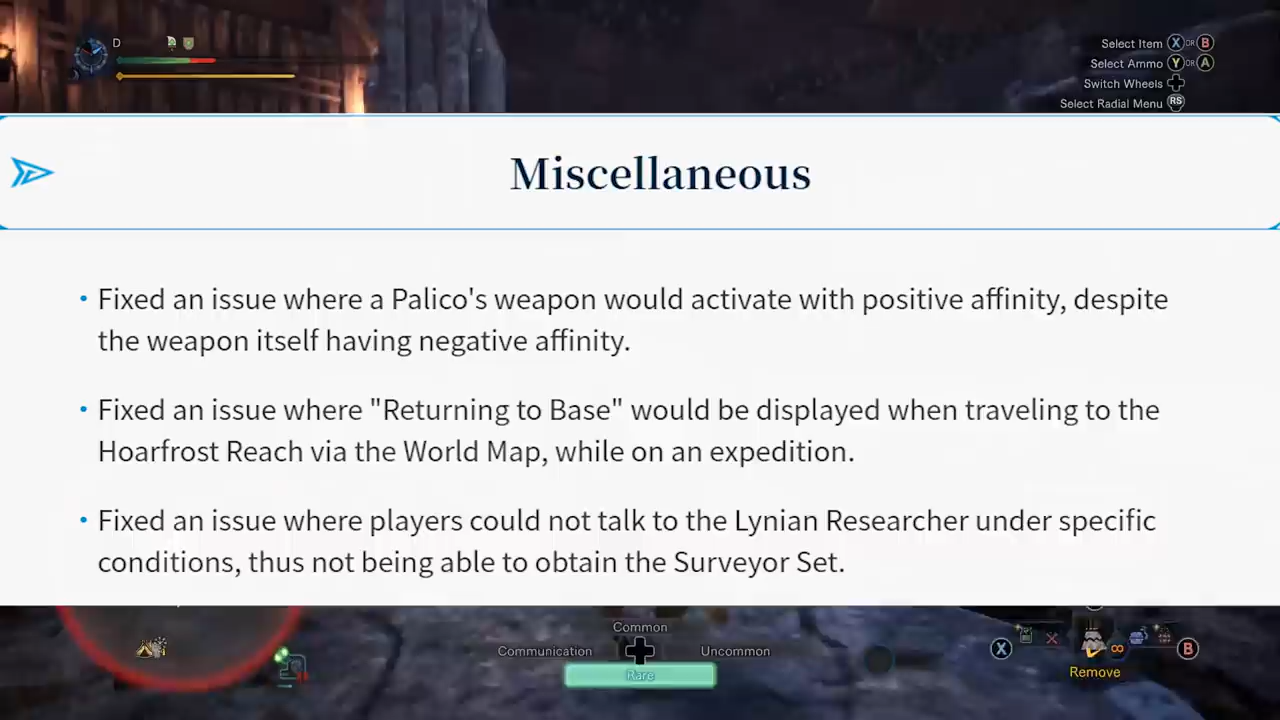 D
Select Item X OR B
Select Ammo Y OR A
Switch Wheels
Select Radial Menu RS
Miscellaneous
• Fixed an issue where a Palico's weapon would activate with positive affinity, despite
the weapon itself having negative affinity.
• Fixed an issue where "Returning to Base" would be displayed when traveling to the
Hoarfrost Reach via the World Map, while on an expedition.
• Fixed an issue where players could not talk to the Lynian Researcher under specific
conditions, thus not being able to obtain the Surveyor Set.
Common
Communication Uncommon
Rare
X B
Remove